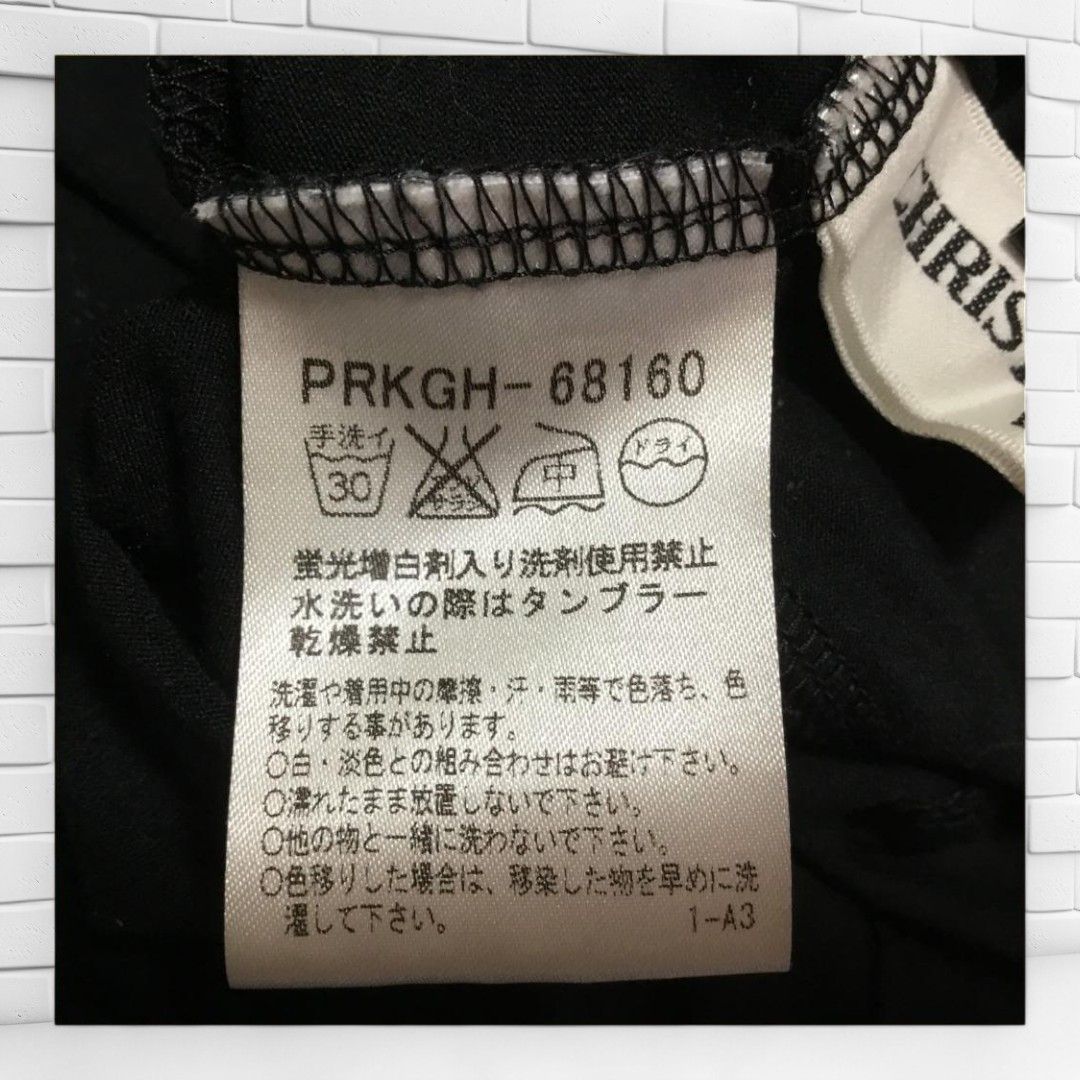 CHRIS
PRKGH-68160
手洗イ
30
サラシ
中
ドライ
蛍光増白剤入り洗剤使用禁止
水洗いの際はタンブラー
乾燥禁止
洗濯や着用中の摩擦・汗・雨等で色落ち、色
移りする事があります。
○白・淡色との組み合わせはお避け下さい。
○濡れたまま放置しないで下さい。
○他の物と一緒に洗わないで下さい。
○色移りした場合は、移染した物を早めに洗
濯して下さい。
1-A3